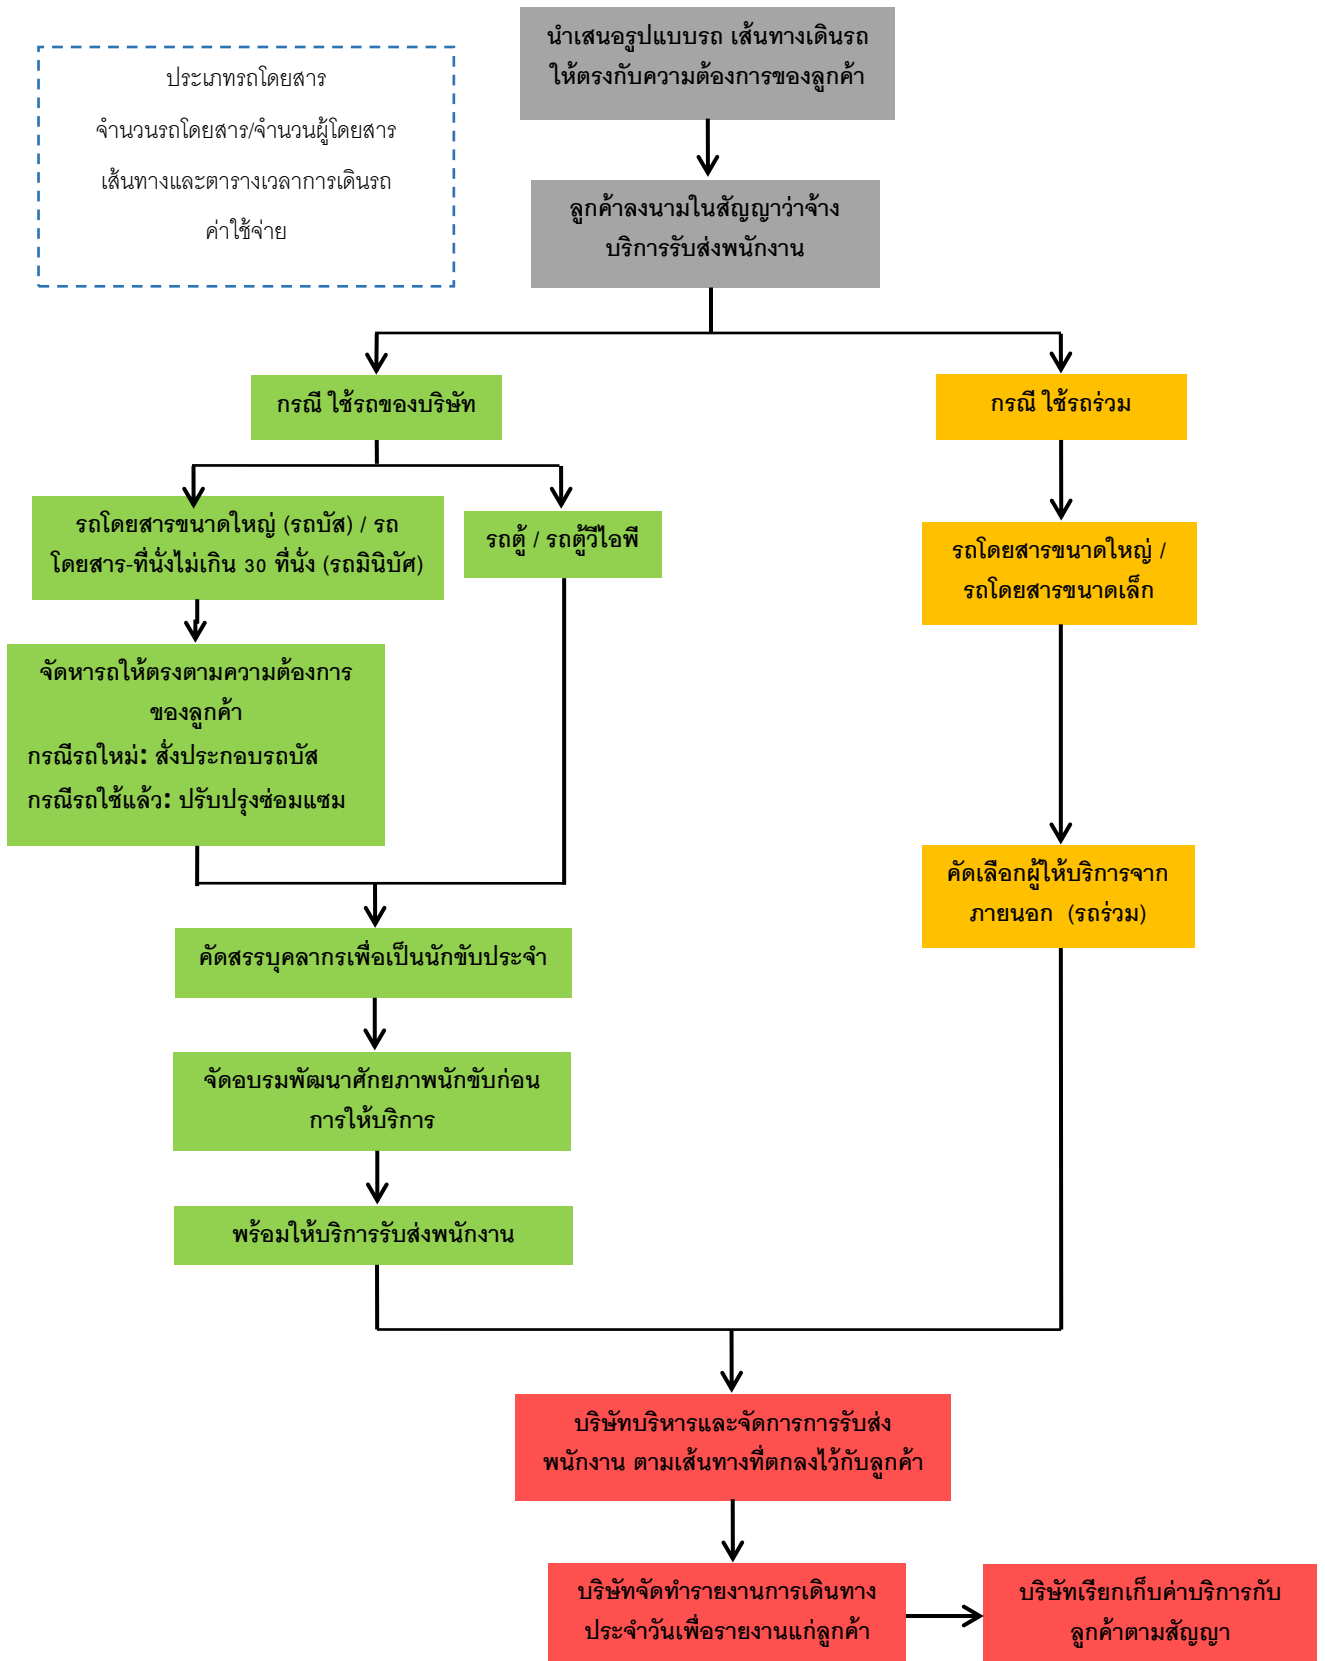 นำเสนอรูปแบบรถ เส้นทางเดินรถ
ให้ตรงกับความต้องการของลูกค้า
ประเภทรถโดยสาร
จำนวนรถโดยสาร/จำนวนผู้โดยสาร
เส้นทางและตารางเวลาการเดินรถ
ค่าใช้จ่าย
ลูกค้าลงนามในสัญญาว่าจ้าง
บริการรับส่งพนักงาน
กรณี ใช้รถของบริษัท
กรณี ใช้รถร่วม
รถโดยสารขนาดใหญ่ (รถบัส) / รถ
โดยสาร-ที่นั่งไม่เกิน 30 ที่นั่ง (รถมินิบัศ)
รถตู้ / รถตู้วีไอพี
รถโดยสารขนาดใหญ่ /
รถโดยสารขนาดเล็ก
จัดหารถให้ตรงตามความต้องการ
ของลูกค้า
กรณีรถใหม่: สั่งประกอบรถบัส
กรณีรถใช้แล้ว: ปรับปรุงซ่อมแซม
คัดเลือกผู้ให้บริการจาก
ภายนอก (รถร่วม)
คัดสรรบุคลากรเพื่อเป็นนักขับประจำ
จัดอบรมพัฒนาศักยภาพนักขับก่อน
การให้บริการ
พร้อมให้บริการรับส่งพนักงาน
บริษัทบริหารและจัดการการรับส่ง
พนักงาน ตามเส้นทางที่ตกลงไว้กับลูกค้า
บริษัทจัดทำรายงานการเดินทาง
ประจำวันเพื่อรายงานแก่ลูกค้า
บริษัทเรียกเก็บค่าบริการกับ
ลูกค้าตามสัญญา